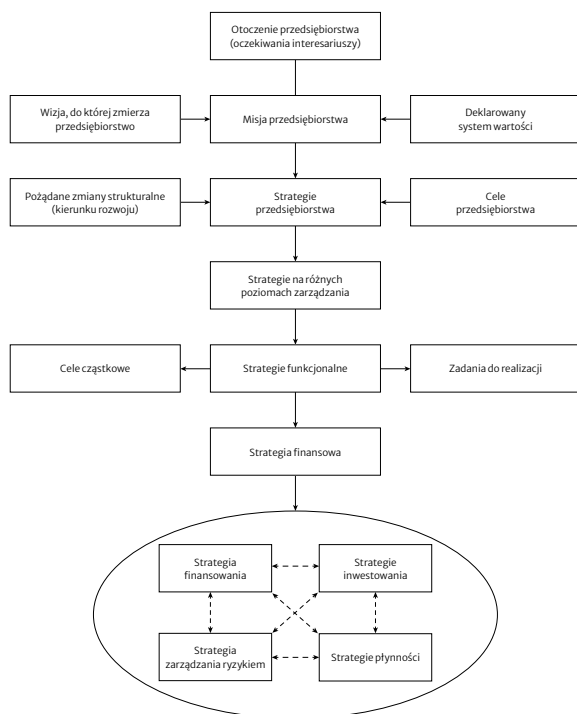 Otoczenie przedsiębiorstwa
(oczekiwania interesariuszy)
Wizja, do której zmierza
przedsiębiorstwo
Misja przedsiębiorstwa
Deklarowany
system wartości
Pożądane zmiany strukturalne
(kierunku rozwoju)
Strategie
przedsiębiorstwa
Cele
przedsiębiorstwa
Strategie na różnych
poziomach zarządzania
Cele cząstkowe
Strategie funkcjonalne
Zadania do realizacji
Strategia finansowa
Strategia
finansowania
Strategie
inwestowania
Strategia
zarządzania ryzykiem
Strategie płynności